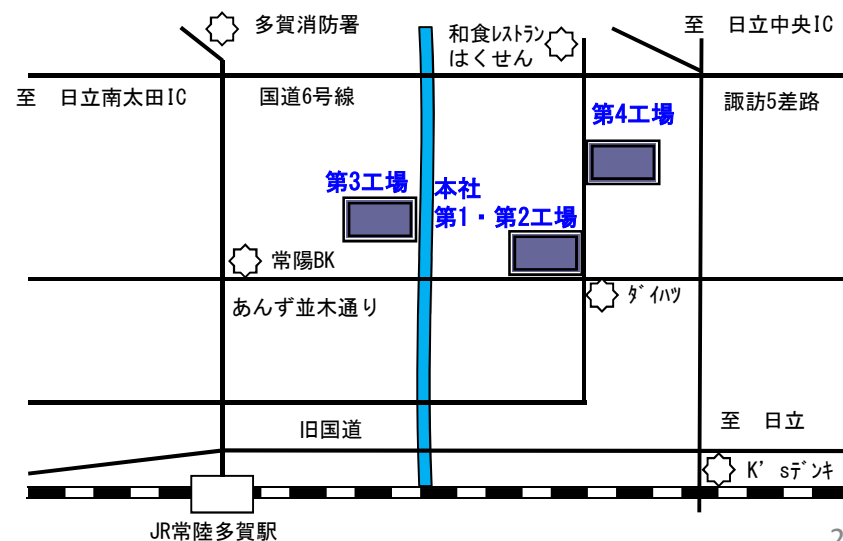 多賀消防署
和食レストラン
はくせん
至 日立中央IC
至 日立南太田IC
国道6号線
諏訪5差路
第4工場
第3工場
本社
第1・第2工場
常陽BK
ダイハツ
あんず並木通り
旧国道
至 日立
K’sデンキ
JR常陸多賀駅
2